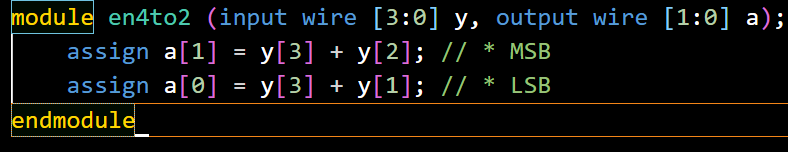 module en4to2 (input wire [3:0] y, output wire [1:0] a);
    assign a[1] = y[3] + y[2]; // * MSB
    assign a[0] = y[3] + y[1]; // * LSB
endmodule